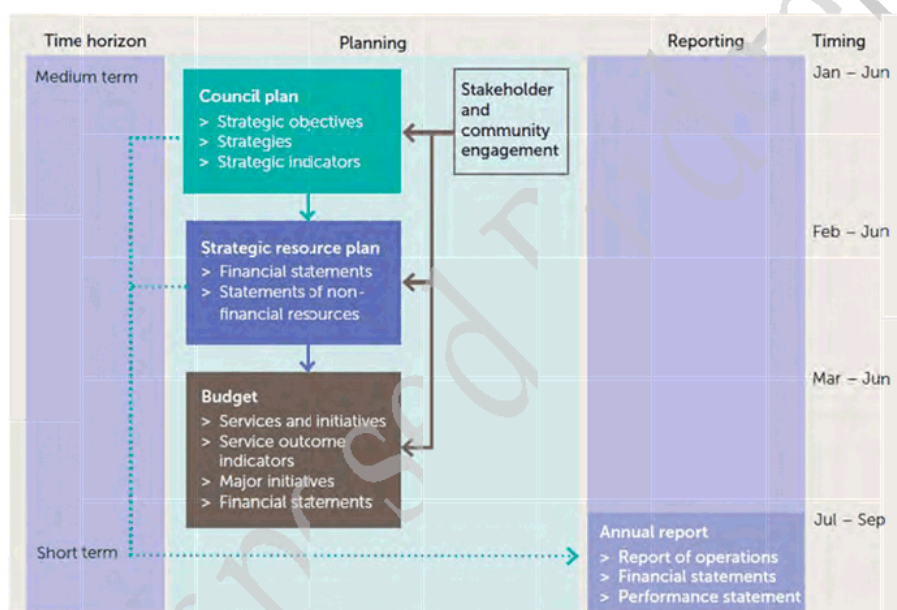 Time horizon
Planning
Reporting
Timing
Medium term
Jan – Jun
Council plan
> Strategic objectives
> Strategies
> Strategic indicators
Stakeholder
and
community
engagement
Feb – Jun
Strategic resource plan
> Financial statements
> Statements of non-
financial resources
Mar – Jun
Budget
> Services and initiatives
> Service outcome
indicators
> Major initiatives
> Financial statements
Jul – Sep
Short term
Annual report
> Report of operations
> Financial statements
> Performance statement